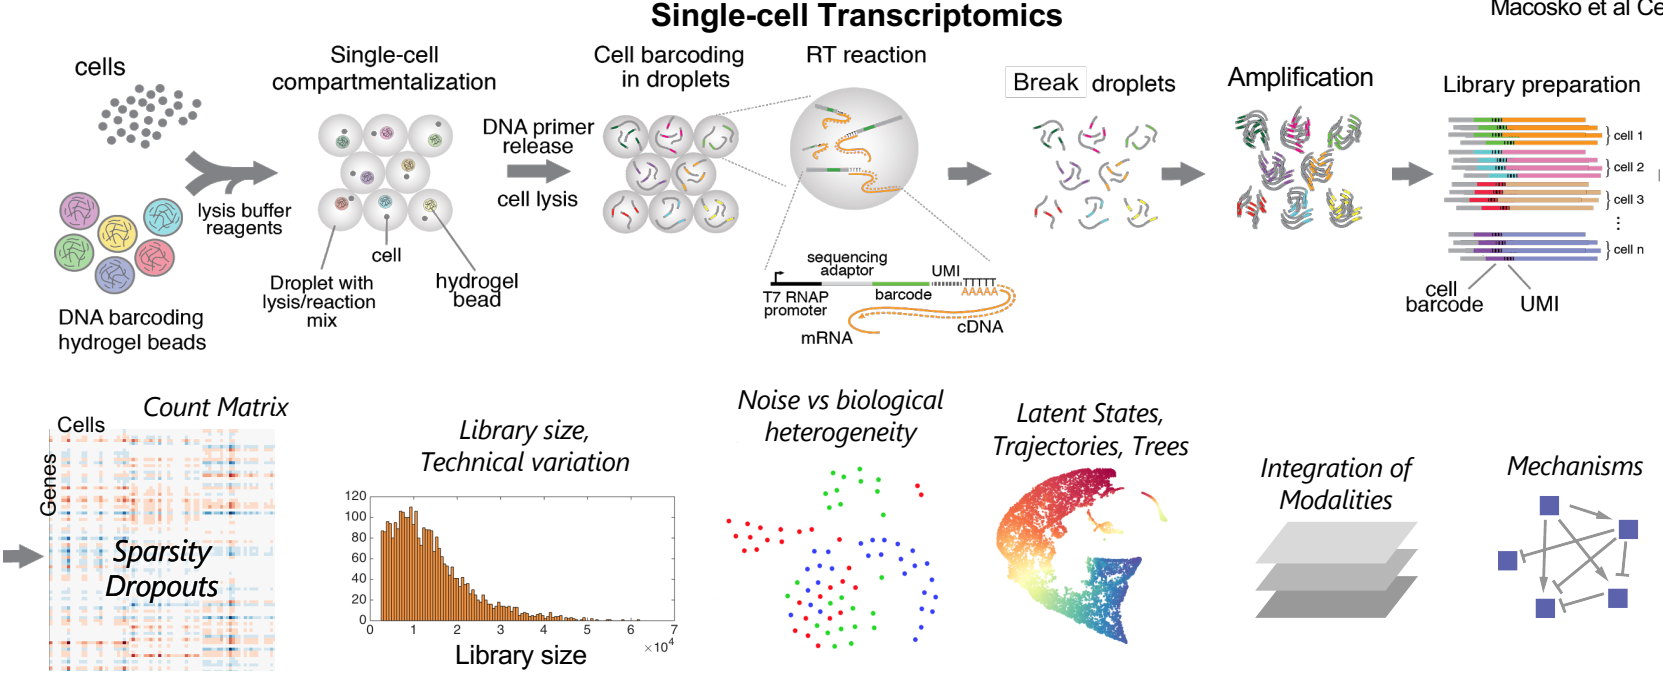 Single-cell Transcriptomics
Macosko et al Ce
cells
Single-cell
compartmentalization
Cell barcoding
in droplets
RT reaction
Break droplets
Amplification
Library preparation
DNA primer
release
cell lysis
lysis buffer
reagents
cell
Droplet with
lysis/reaction
mix
hydrogel
bead
DNA barcoding
hydrogel beads
sequencing
adaptor
UMI
TTTTT
AAAAA
T7 RNAP
promoter
barcode
mRNA
cDNA
cell 1
cell 2
cell 3
⋮
cell n
cell
barcode
UMI
Count Matrix
Cells
Genes
Sparsity
Dropouts
Library size,
Technical variation
120
100
80
60
40
20
0
0 1 2 3 4 5 6 7
×10⁴
Library size
Noise vs biological
heterogeneity
Latent States,
Trajectories, Trees
Integration of
Modalities
Mechanisms